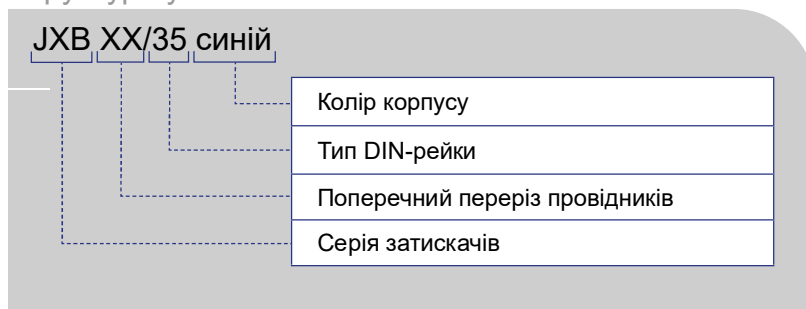 JXB XX/35 синій
Колір корпусу
Тип DIN-рейки
Поперечний переріз провідників
Серія затискачів